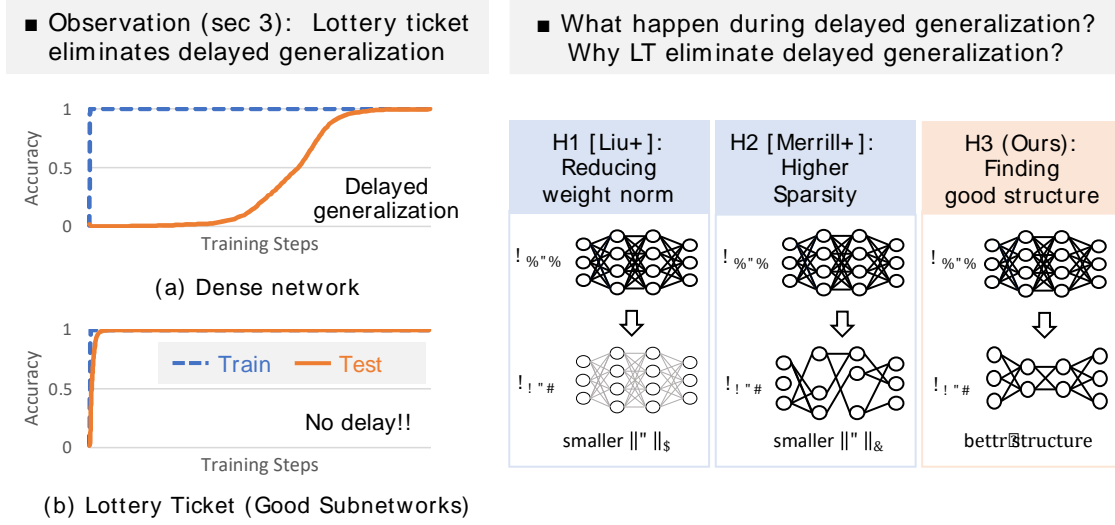 ■ Observation (sec 3): Lottery ticket
eliminates delayed generalization
1
0.5
0
Accuracy
Delayed
generalization
Training Steps
(a) Dense network
1
0.5
0
Accuracy
Train
Test
No delay!!
Training Steps
(b) Lottery Ticket (Good Subnetworks)
■ What happen during delayed generalization?
Why LT eliminate delayed generalization?
H1 [Liu+]:
Reducing
weight norm
! %"%
! !"#
smaller ‖" ‖$
H2 [Merrill+]:
Higher
Sparsity
! %"%
! !"#
smaller ‖" ‖&
H3 (Ours):
Finding
good structure
! %"%
! !"#